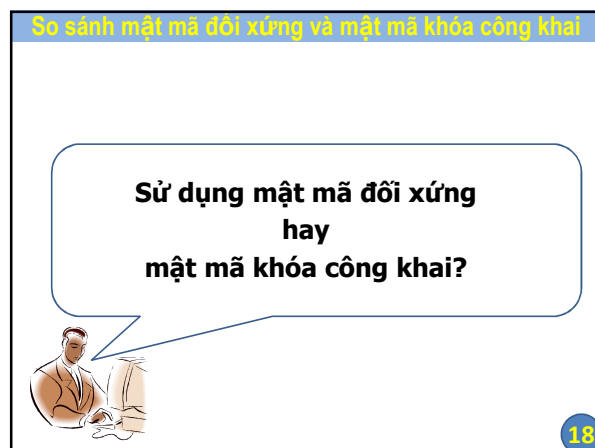 So sánh mật mã đối xứng và mật mã khóa công khai
Sử dụng mật mã đối xứng
hay
mật mã khóa công khai?
18